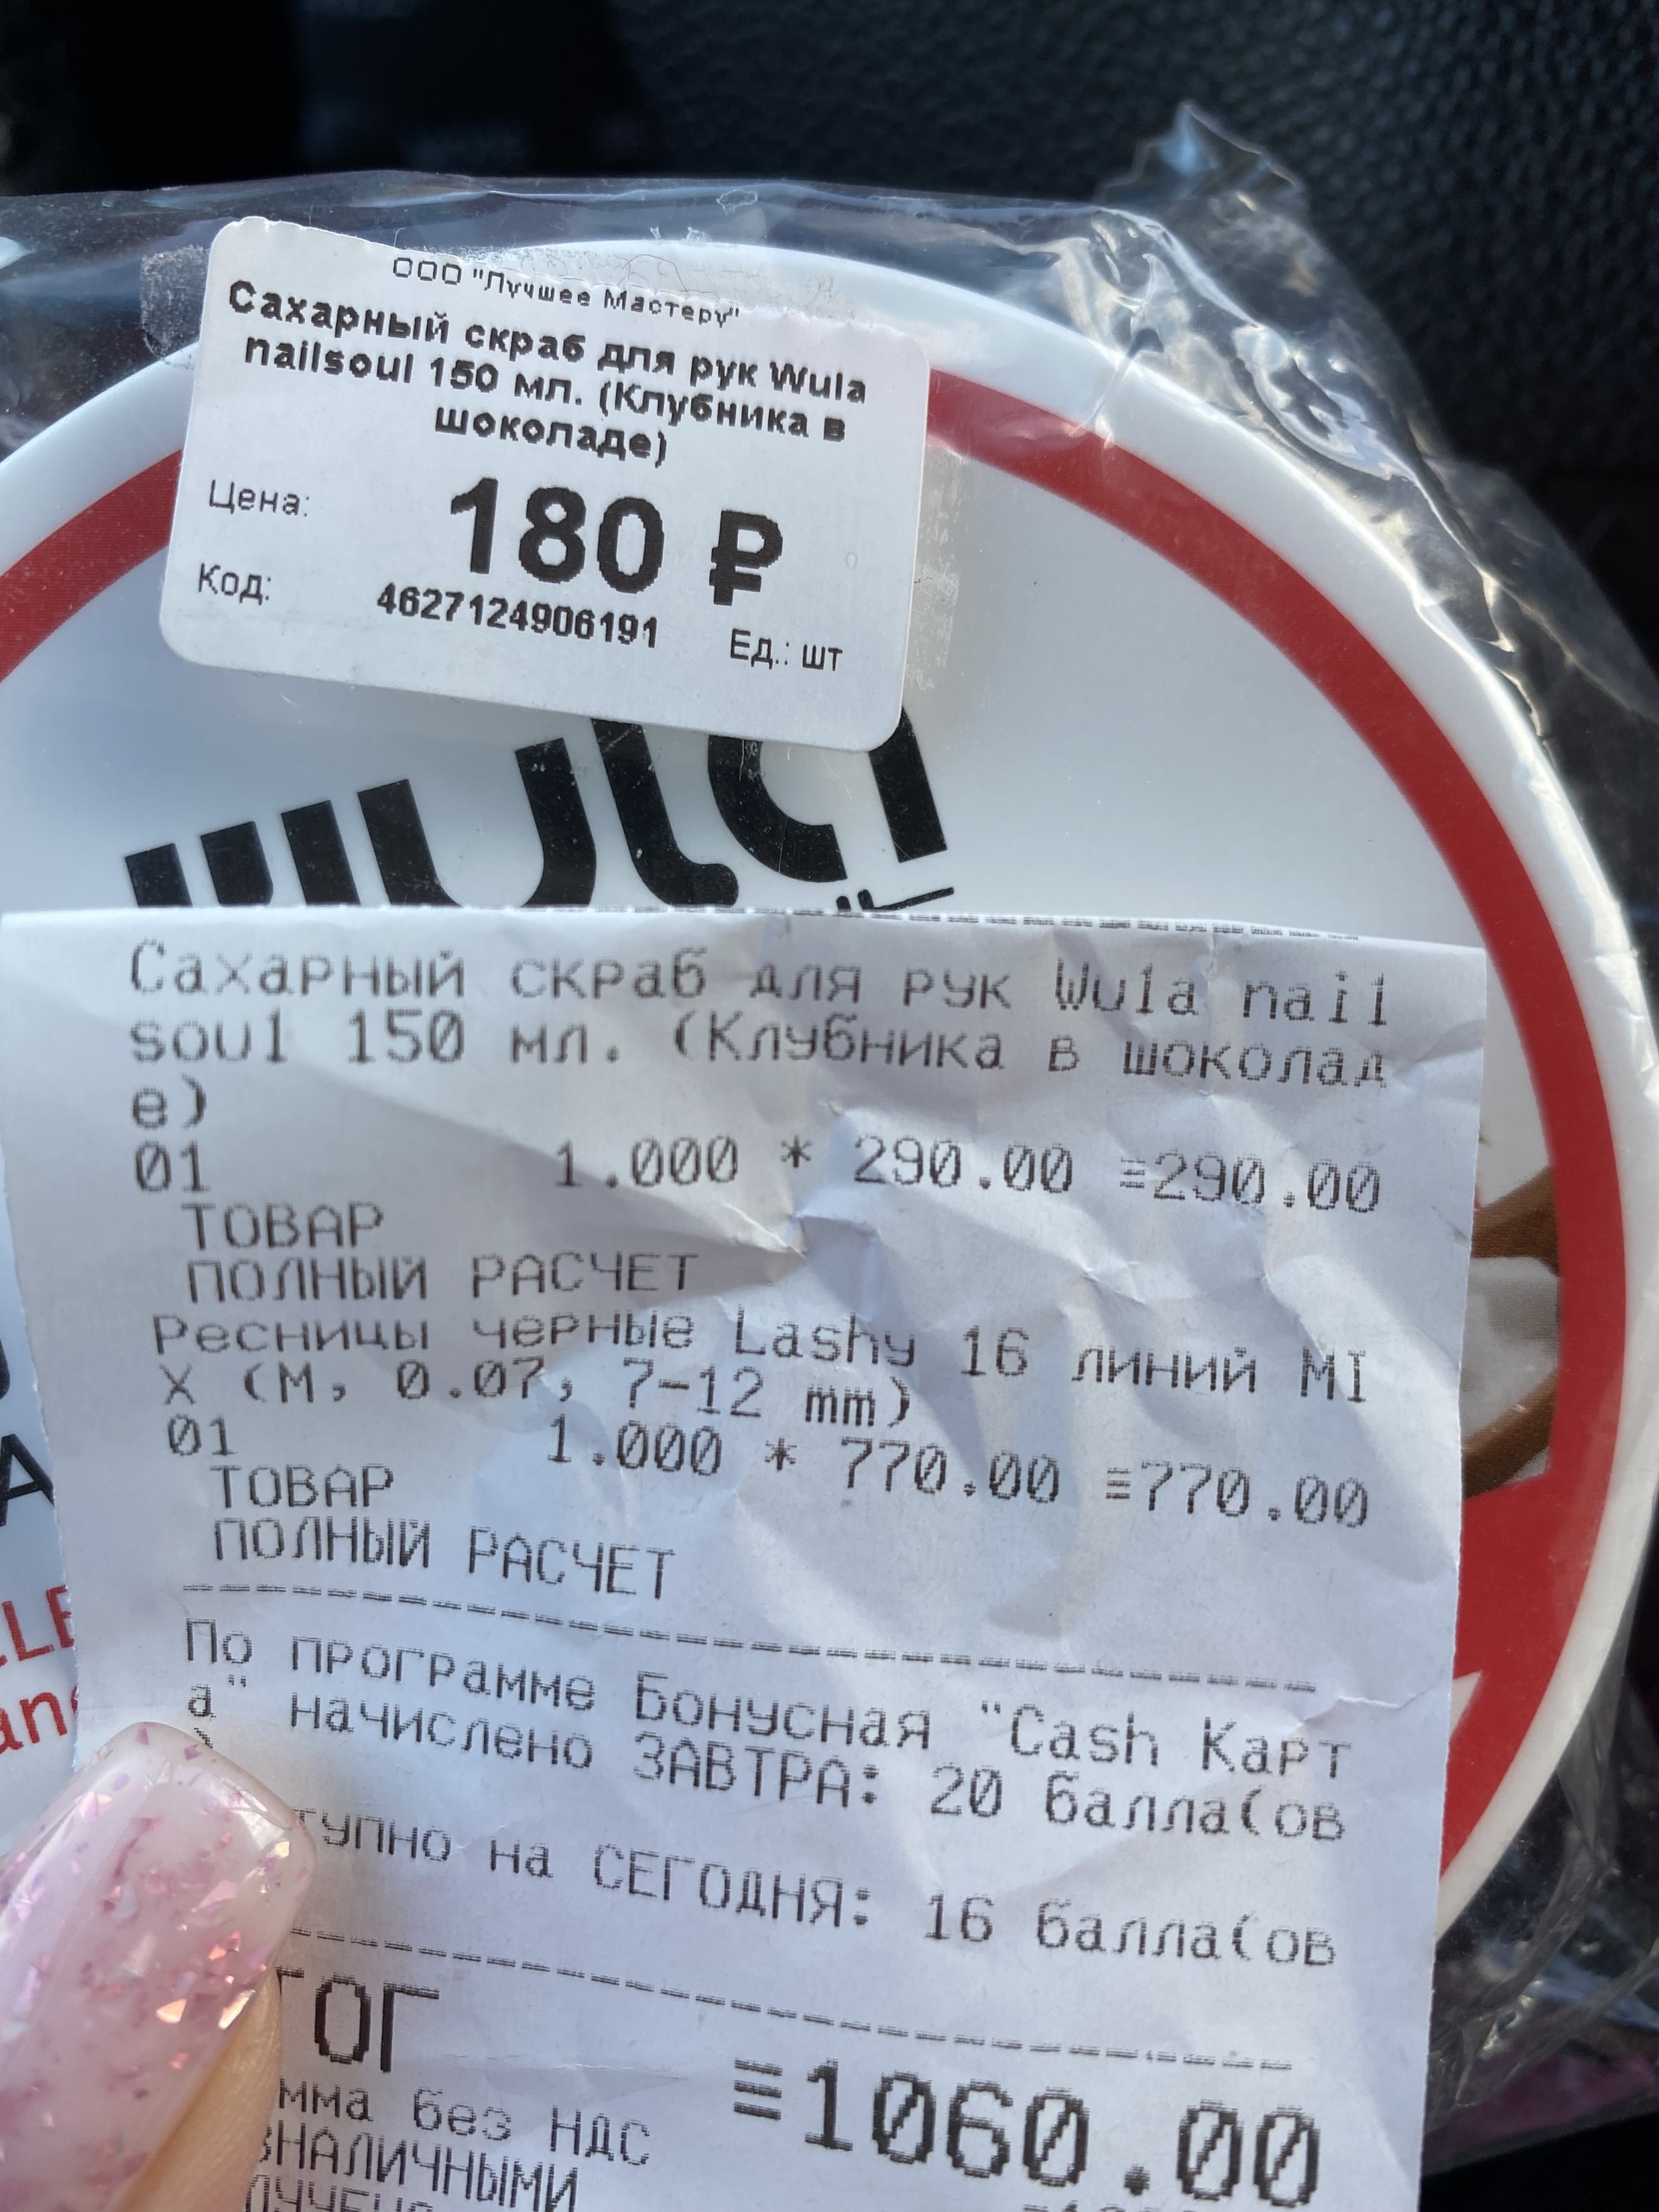 ООО "Лучшее Мастеру"
Сахарный скраб для рук Wula
nailsoul 150 мл. (Клубника в
шоколаде)
Цена:
180 ₽
Код:
4627124906191
Ед.: шт
wula
Сахарный скраб для рук Wula nail
soul 150 мл. (Клубника в шоколад
е)
01 1.000 * 290.00 ≡290.00
ТОВАР
ПОЛНЫЙ РАСЧЕТ
Ресницы черные Lashy 16 линий MI
X (M, 0.07, 7-12 mm)
01 1.000 * 770.00 ≡770.00
ТОВАР
ПОЛНЫЙ РАСЧЕТ
По программе Бонусная "Cash Карт
а" начислено ЗАВТРА: 20 балла(ов
)
на СЕГОДНЯ: 16 балла(ов
ОГ ≡1060.00
без НДС